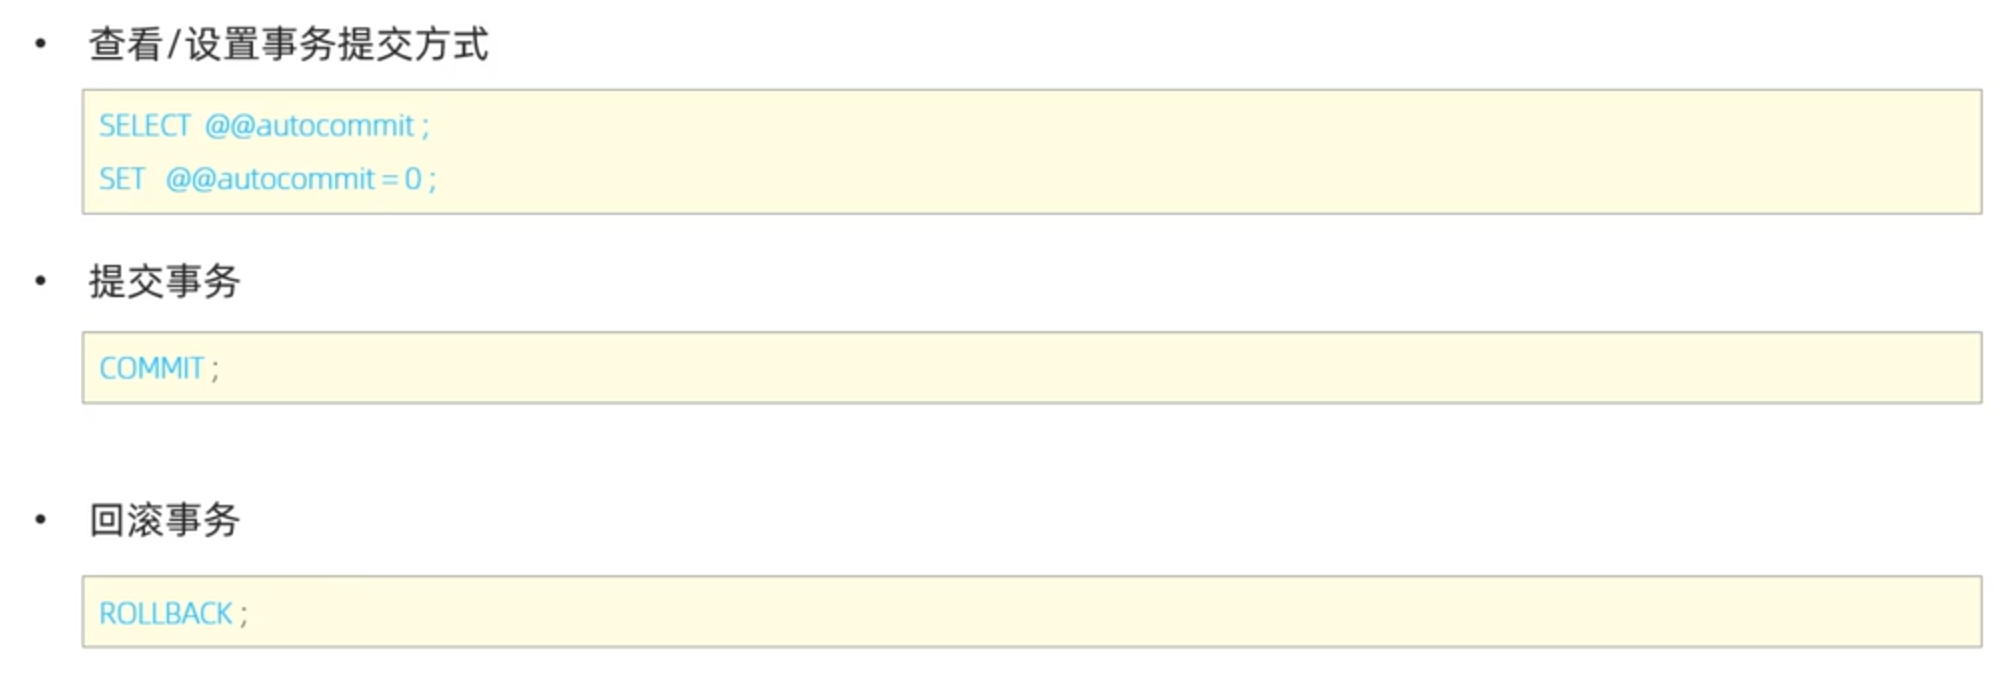 • 查看/设置事务提交方式
SELECT @@autocommit ;
SET @@autocommit = 0 ;
• 提交事务
COMMIT ;
• 回滚事务
ROLLBACK ;